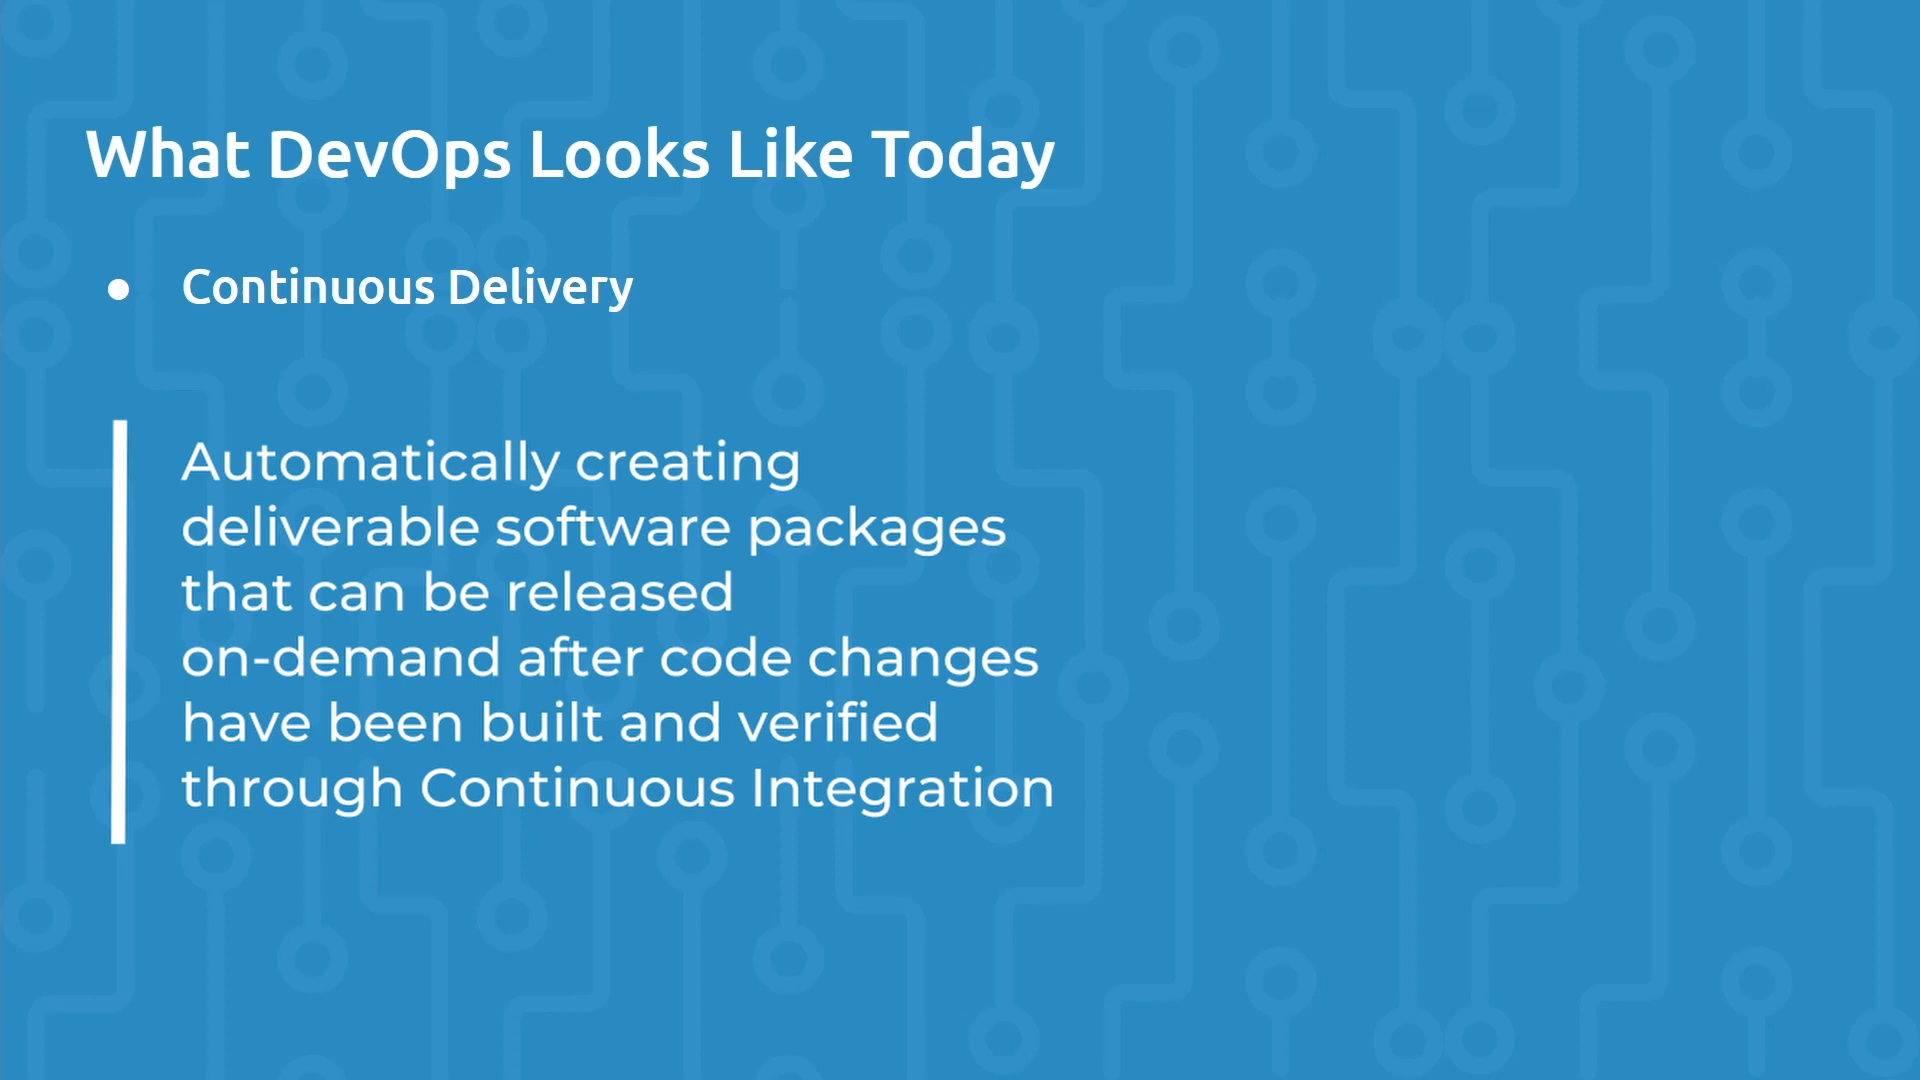 What DevOps Looks Like Today
● Continuous Delivery
Automatically creating
deliverable software packages
that can be released
on-demand after code changes
have been built and verified
through Continuous Integration